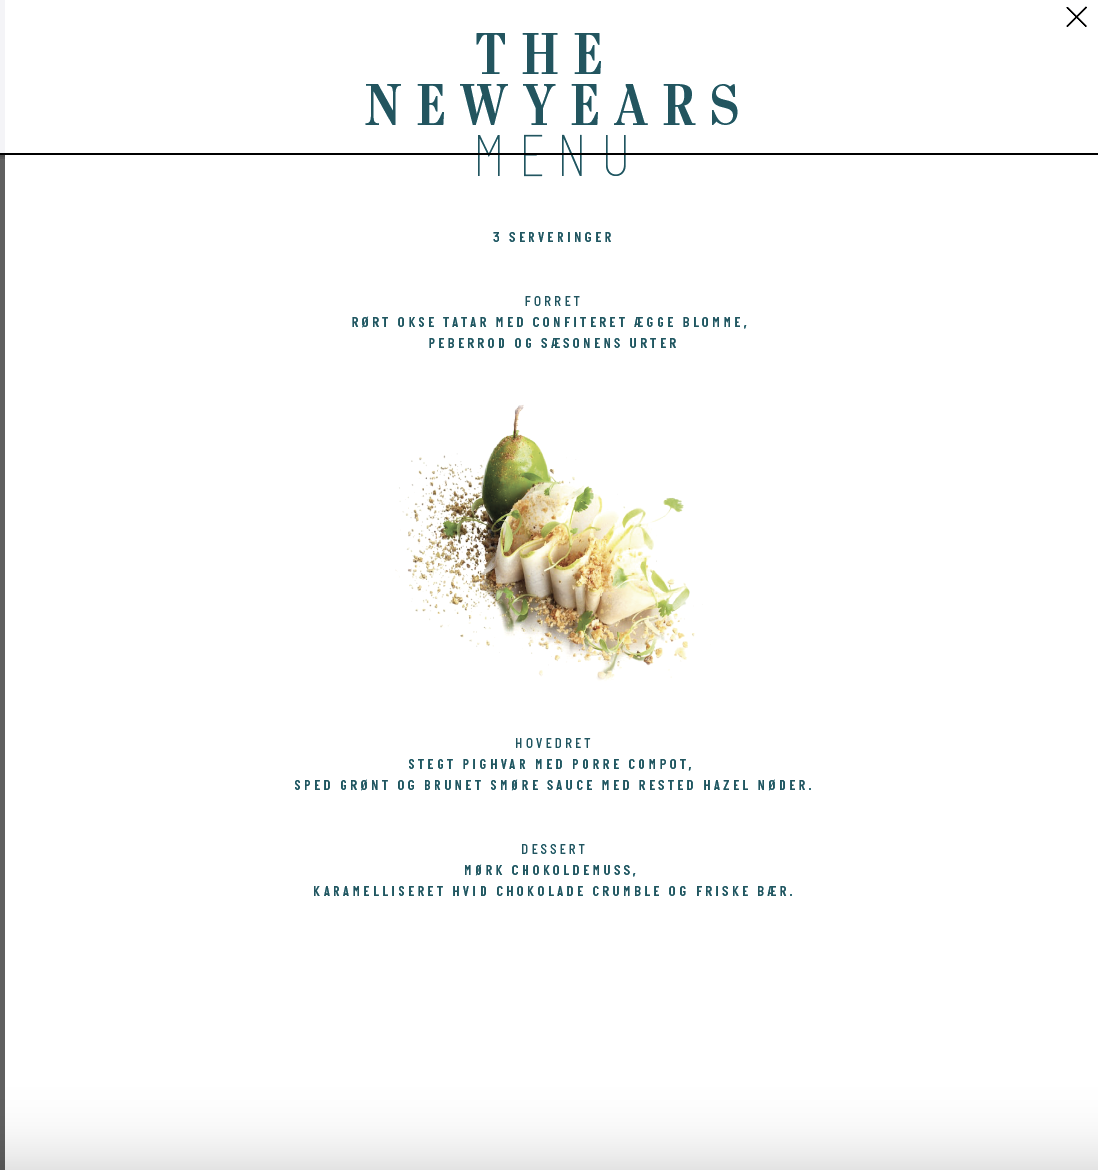 THE
NEWYEARS
MENU
3 SERVERINGER
FORRET
RØRT OKSE TATAR MED CONFITERET ÆGGE BLOMME,
PEBERROD OG SÆSONENS URTER
HOVEDRET
STEGT PIGHVAR MED PORRE COMPOT,
SPED GRØNT OG BRUNET SMØRE SAUCE MED RESTED HAZEL NØDER.
DESSERT
MØRK CHOKOLDEMUSS,
KARAMELLISERET HVID CHOKOLADE CRUMBLE OG FRISKE BÆR.